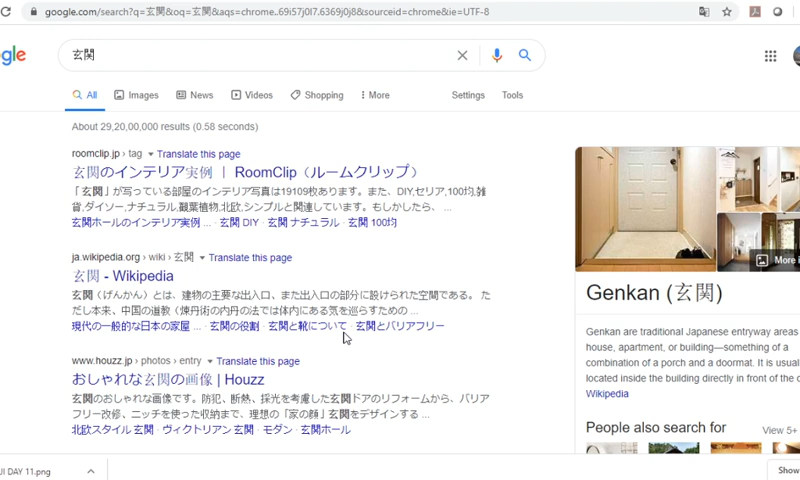 google.com/search?q=玄関&oq=玄関&aqs=chrome..69i57j0l7.6369j0j8&sourceid=chrome&ie=UTF-8
gle
玄関
All Images News Videos Shopping More Settings Tools
About 29,20,00,000 results (0.58 seconds)
roomclip.jp › tag Translate this page
玄関のインテリア実例 | RoomClip（ルームクリップ）
「玄関」が写っている部屋のインテリア写真は19109枚あります。また、DIY,セリア,100均,雑
貨,ダイソー,ナチュラル,観葉植物,北欧,シンプルと関連しています。もしかしたら、 ...
玄関ホールのインテリア実例 ... · 玄関 DIY · 玄関 ナチュラル · 玄関 100均
ja.wikipedia.org › wiki › 玄関 Translate this page
玄関 - Wikipedia
玄関（げんかん）とは、建物の主要な出入口、また出入口の部分に設けられた空間である。 た
だし本来、中国の道教（煉丹術の内丹の法では体内にある気を巡らすための ...
現代の一般的な日本の家屋 ... · 玄関の役割 · 玄関と靴について · 玄関とバリアフリー
www.houzz.jp › photos › entry Translate this page
おしゃれな玄関の画像 | Houzz
玄関のおしゃれな画像です。防犯、断熱、採光を考慮した玄関ドアのリフォームから、バリア
フリー改修、ニッチを使った収納まで、理想の「家の顔」玄関をデザインする ...
北欧スタイル 玄関 · ヴィクトリアン 玄関 · モダン · 玄関ホール
More i
Genkan (玄関)
Genkan are traditional Japanese entryway areas
house, apartment, or building—something of a
combination of a porch and a doormat. It is usual
located inside the building directly in front of the d
Wikipedia
People also search for View 5+
UI DAY 11.png
Show